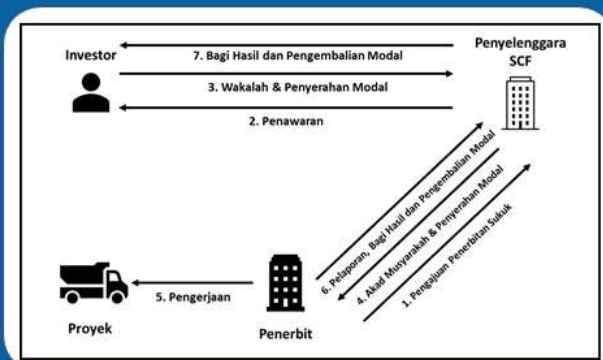 Investor
7. Bagi Hasil dan Pengembalian Modal
Penyelenggara
SCF
3. Wakalah & Penyerahan Modal
2. Penawaran
6. Pelaporan, Bagi Hasil dan Pengembalian Modal
4. Akad Musyarakah & Penyerahan Modal
1. Pengajuan Penerbitan Sukuk
5. Pengerjaan
Proyek
Penerbit